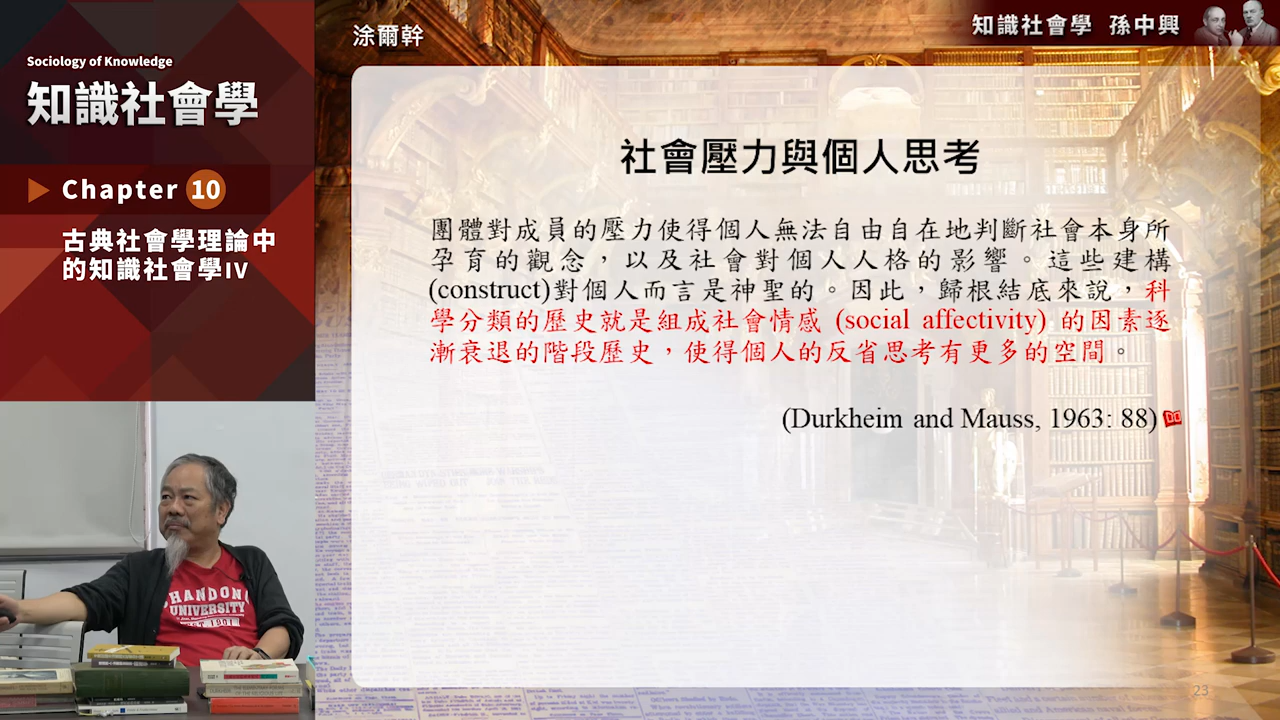 Sociology of Knowledge
知識社會學
Chapter 10
古典社會學理論中
的知識社會學IV
涂爾幹
知識社會學 孫中興
社會壓力與個人思考
團體對成員的壓力使得個人無法自由自在地判斷社會本身所
孕育的觀念，以及社會對個人人格的影響。這些建構
(construct)對個人而言是神聖的。因此，歸根結底來說，科
學分類的歷史就是組成社會情感 (social affectivity) 的因素逐
漸衰退的階段歷史，使得個人的反省思考有更多的空間。
(Durkheim and Mauss, 1963: 88)
SHANDONG
UNIVERSITY
EST 1901
23